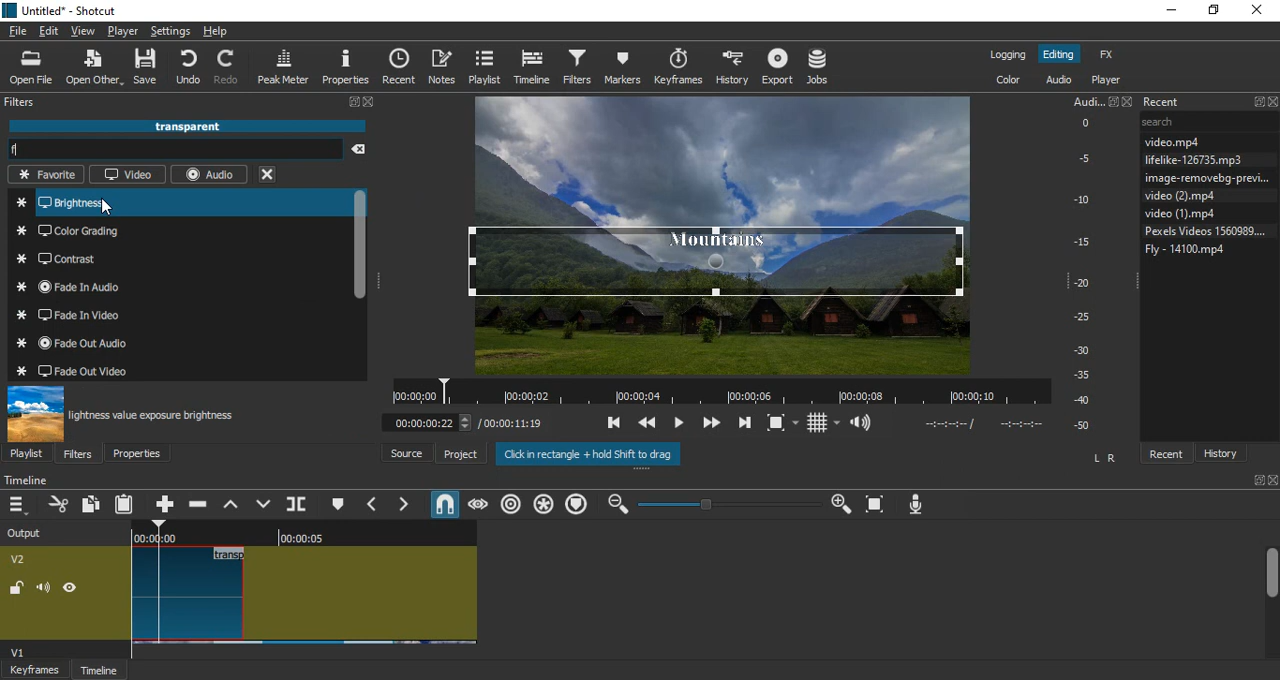 Untitled* - Shotcut
File Edit View Player Settings Help
Open File Open Other... Save Undo Redo Peak Meter Properties Recent Notes Playlist Timeline Filters Markers Keyframes History Export Jobs
Logging Editing FX
Color Audio Player
Filters
transparent
f
Favorite Video Audio
Brightness
Color Grading
Contrast
Fade In Audio
Fade In Video
Fade Out Audio
Fade Out Video
lightness value exposure brightness
Playlist Filters Properties
Mountains
00:00:00 00:00:02 00:00:04 00:00:06 00:00:08 00:00:10
00:00:00:22 / 00:00:11:19
--:--:--:-- / --:--:--:--
Source Project Click in rectangle + hold Shift to drag
Audi...
0
-5
-10
-15
-20
-25
-30
-35
-40
-50
L R
Recent
search
video.mp4
lifelike-126735.mp3
image-removebg-previ...
video (2).mp4
video (1).mp4
Pexels Videos 1560989....
Fly - 14100.mp4
Recent History
Timeline
Output
00:00:00 00:00:05
V2
transp
V1
Keyframes Timeline